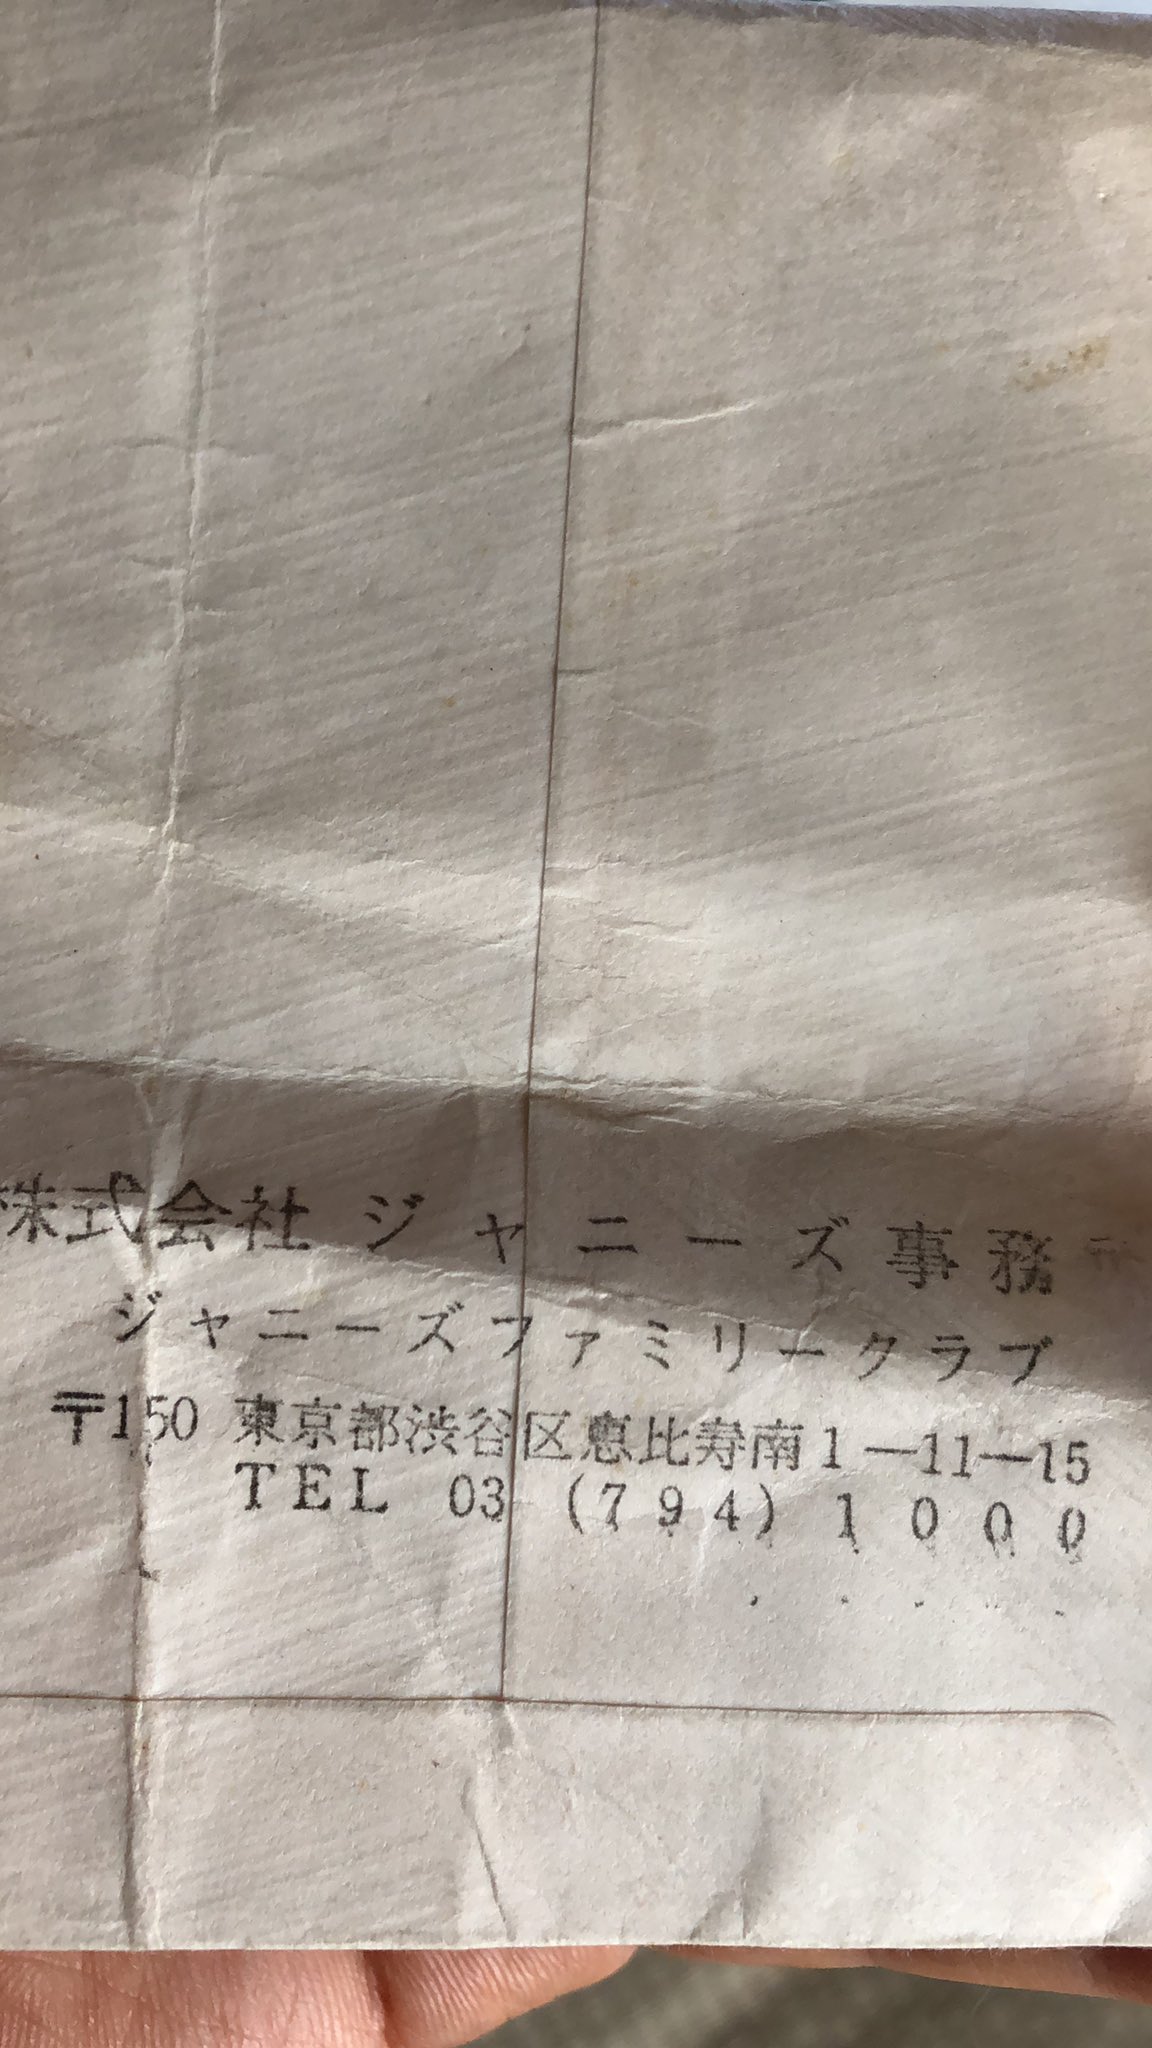 株式会社 ジャニーズ事務
ジャニーズファミリークラブ
〒150 東京都渋谷区恵比寿南1―11―15
TEL 03 (794) 1000